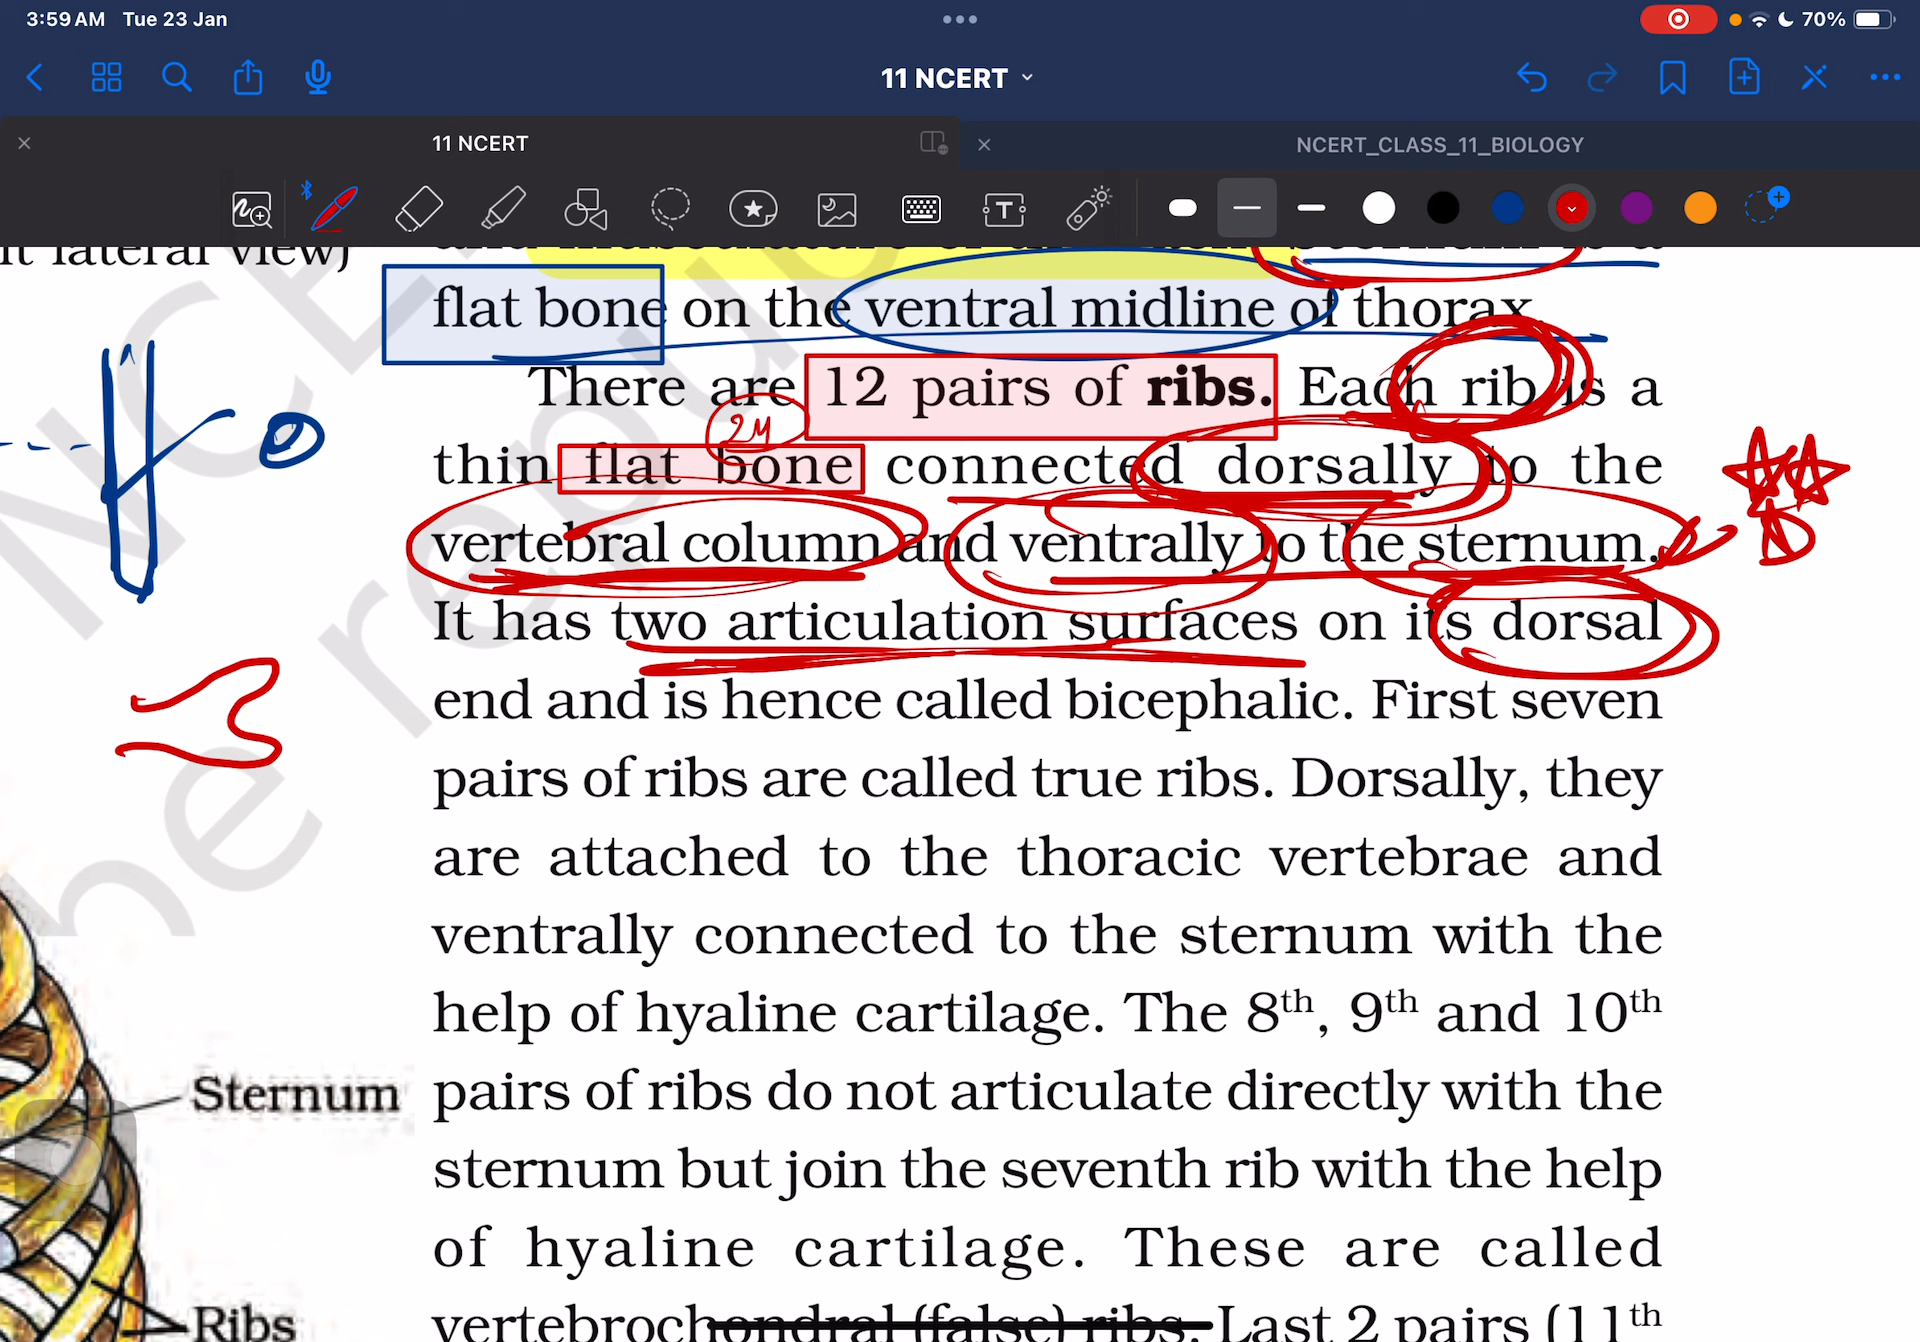 3:59 AM Tue 23 Jan
70%
11 NCERT
11 NCERT
NCERT_CLASS_11_BIOLOGY
T
lateral view)
flat bone on the ventral midline of thorax.
There are 12 pairs of ribs. Each rib is a
24
thin flat bone connected dorsally to the
vertebral column and ventrally to the sternum.
It has two articulation surfaces on its dorsal
end and is hence called bicephalic. First seven
pairs of ribs are called true ribs. Dorsally, they
are attached to the thoracic vertebrae and
ventrally connected to the sternum with the
help of hyaline cartilage. The 8th, 9th and 10th
pairs of ribs do not articulate directly with the
Sternum
sternum but join the seventh rib with the help
of hyaline cartilage. These are called
vertebrochondral (false) ribs. Last 2 pairs (11th
Ribs